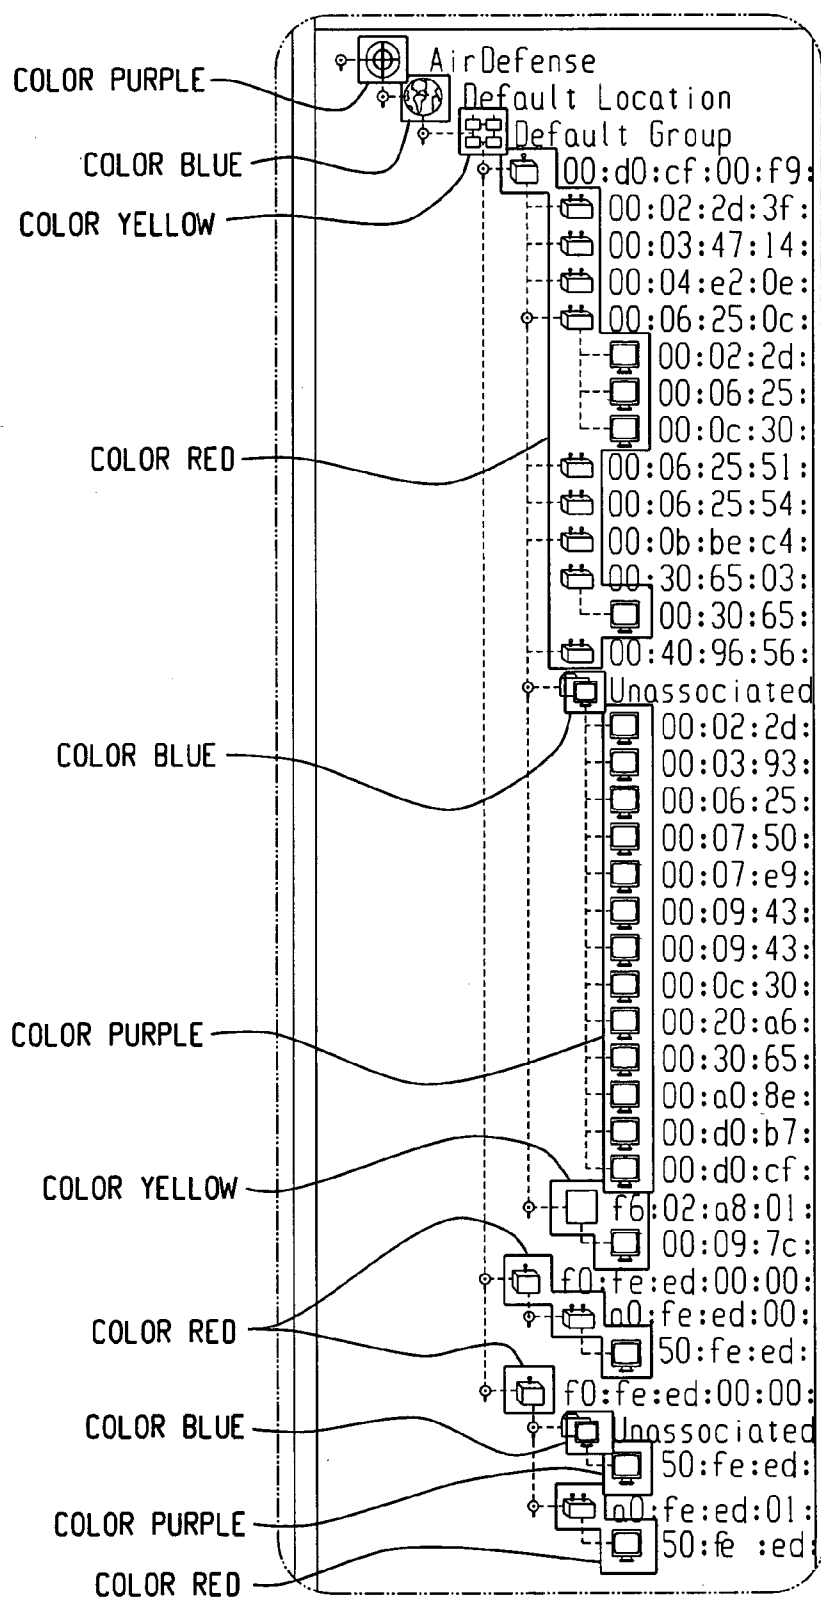 AirDefense
COLOR PURPLE
Default Location
Default Group
COLOR BLUE
00:d0:cf:00:f9:
COLOR YELLOW
00:02:2d:3f:
00:03:47:14:
00:04:e2:0e:
00:06:25:0c:
00:02:2d:
00:06:25:
00:0c:30:
COLOR RED
00:06:25:51:
00:06:25:54:
00:0b:be:c4:
00:30:65:03:
00:30:65:
00:40:96:56:
Unassociated
00:02:2d:
COLOR BLUE
00:03:93:
00:06:25:
00:07:50:
00:07:e9:
00:09:43:
00:09:43:
00:0c:30:
00:20:a6:
COLOR PURPLE
00:30:65:
00:a0:8e:
00:d0:b7:
00:d0:cf:
COLOR YELLOW
f6:02:a8:01:
00:09:7c:
f0:fe:ed:00:00:
a0:fe:ed:00:
COLOR RED
50:fe:ed:
f0:fe:ed:00:00:
COLOR BLUE
Unassociated
50:fe:ed:
a0:fe:ed:01:
COLOR PURPLE
50:fe :ed:
COLOR RED